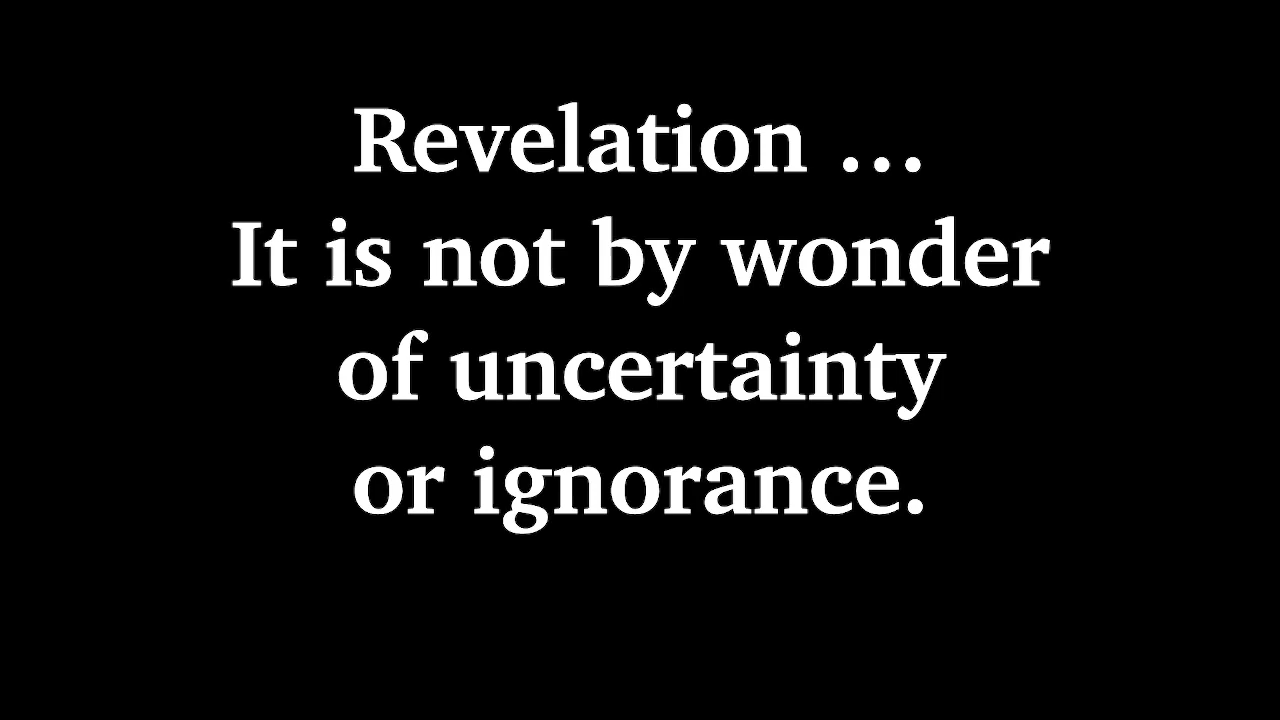 Revelation …
It is not by wonder
of uncertainty
or ignorance.